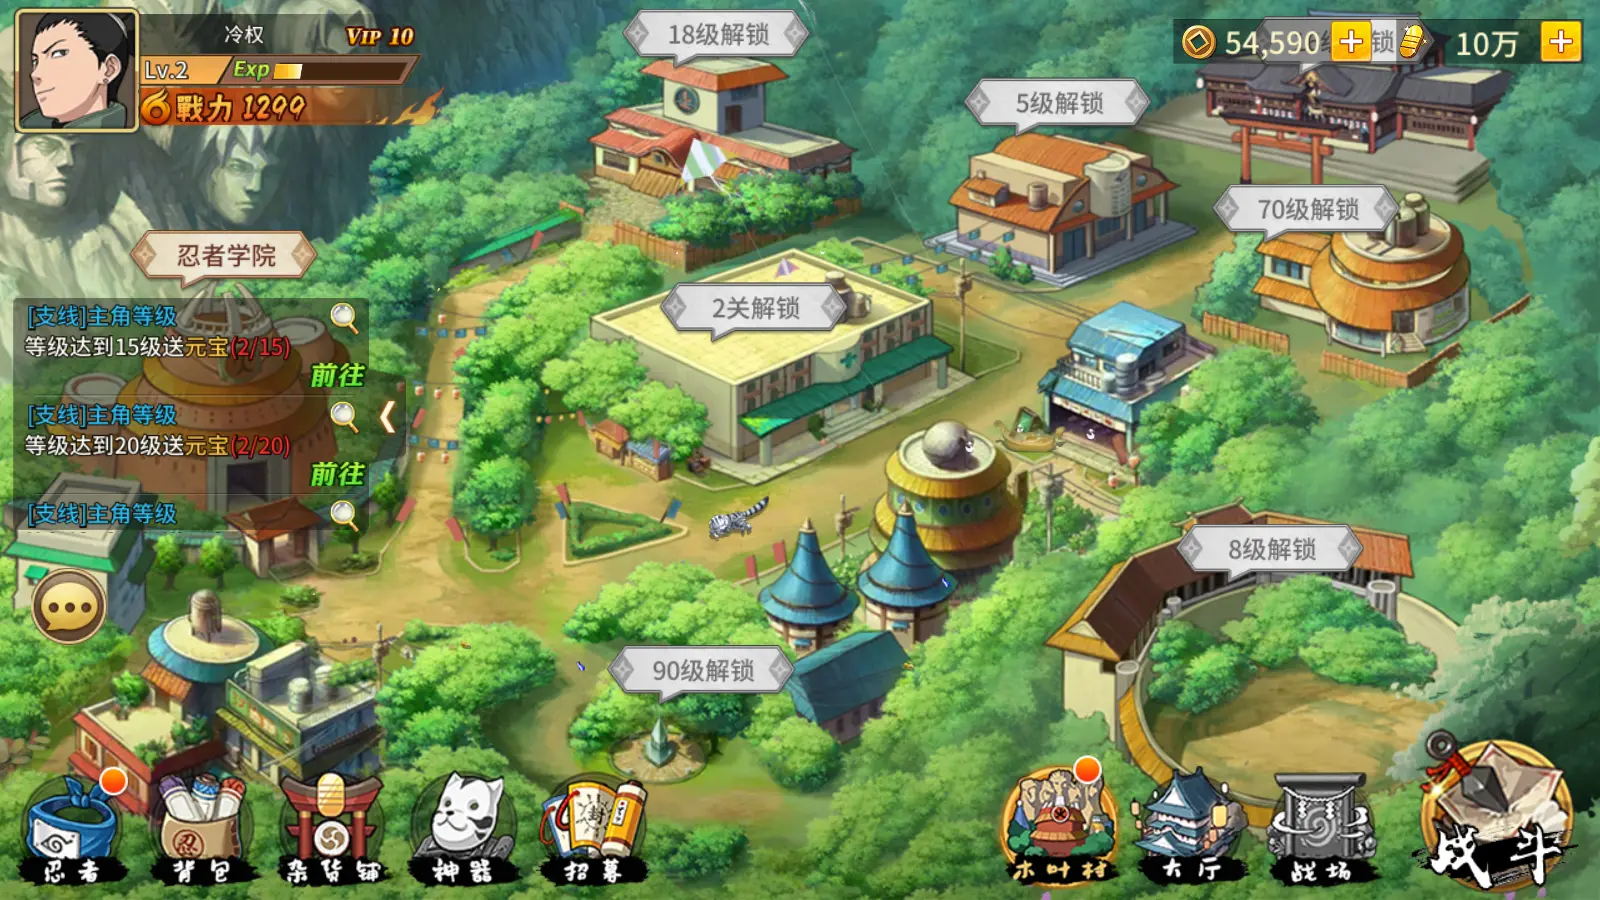 冷权
VIP 10
Lv.2
Exp
戰力 1299
18级解锁
54,590
锁
10万
5级解锁
70级解锁
忍者学院
2关解锁
[支线]主角等级
等级达到15级送元宝(2/15)
前往
[支线]主角等级
等级达到20级送元宝(2/20)
前往
[支线]主角等级
8级解锁
90级解锁
忍者
背包
杂货铺
神器
招募
木叶村
大厅
战场
战斗